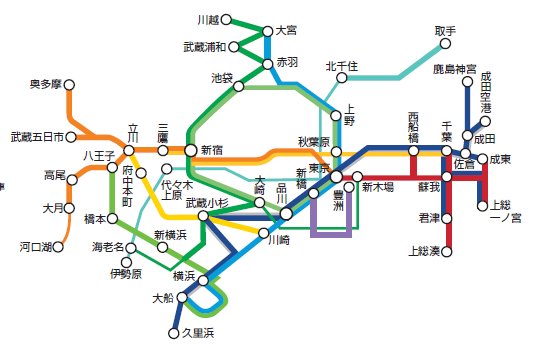 川越
大宮
取手
武蔵浦和
赤羽
北千住
鹿島神宮
池袋
成田空港
奥多摩
上野
西船橋
千葉
成田
武蔵五日市
立川
三鷹
新宿
秋葉原
佐倉
成東
八王子
東京
高尾
府中本町
代々木上原
大崎
品川
新橋
豊洲
新木場
蘇我
大月
武蔵小杉
上総一ノ宮
橋本
新横浜
川崎
君津
河口湖
海老名
伊勢原
横浜
上総湊
大船
久里浜